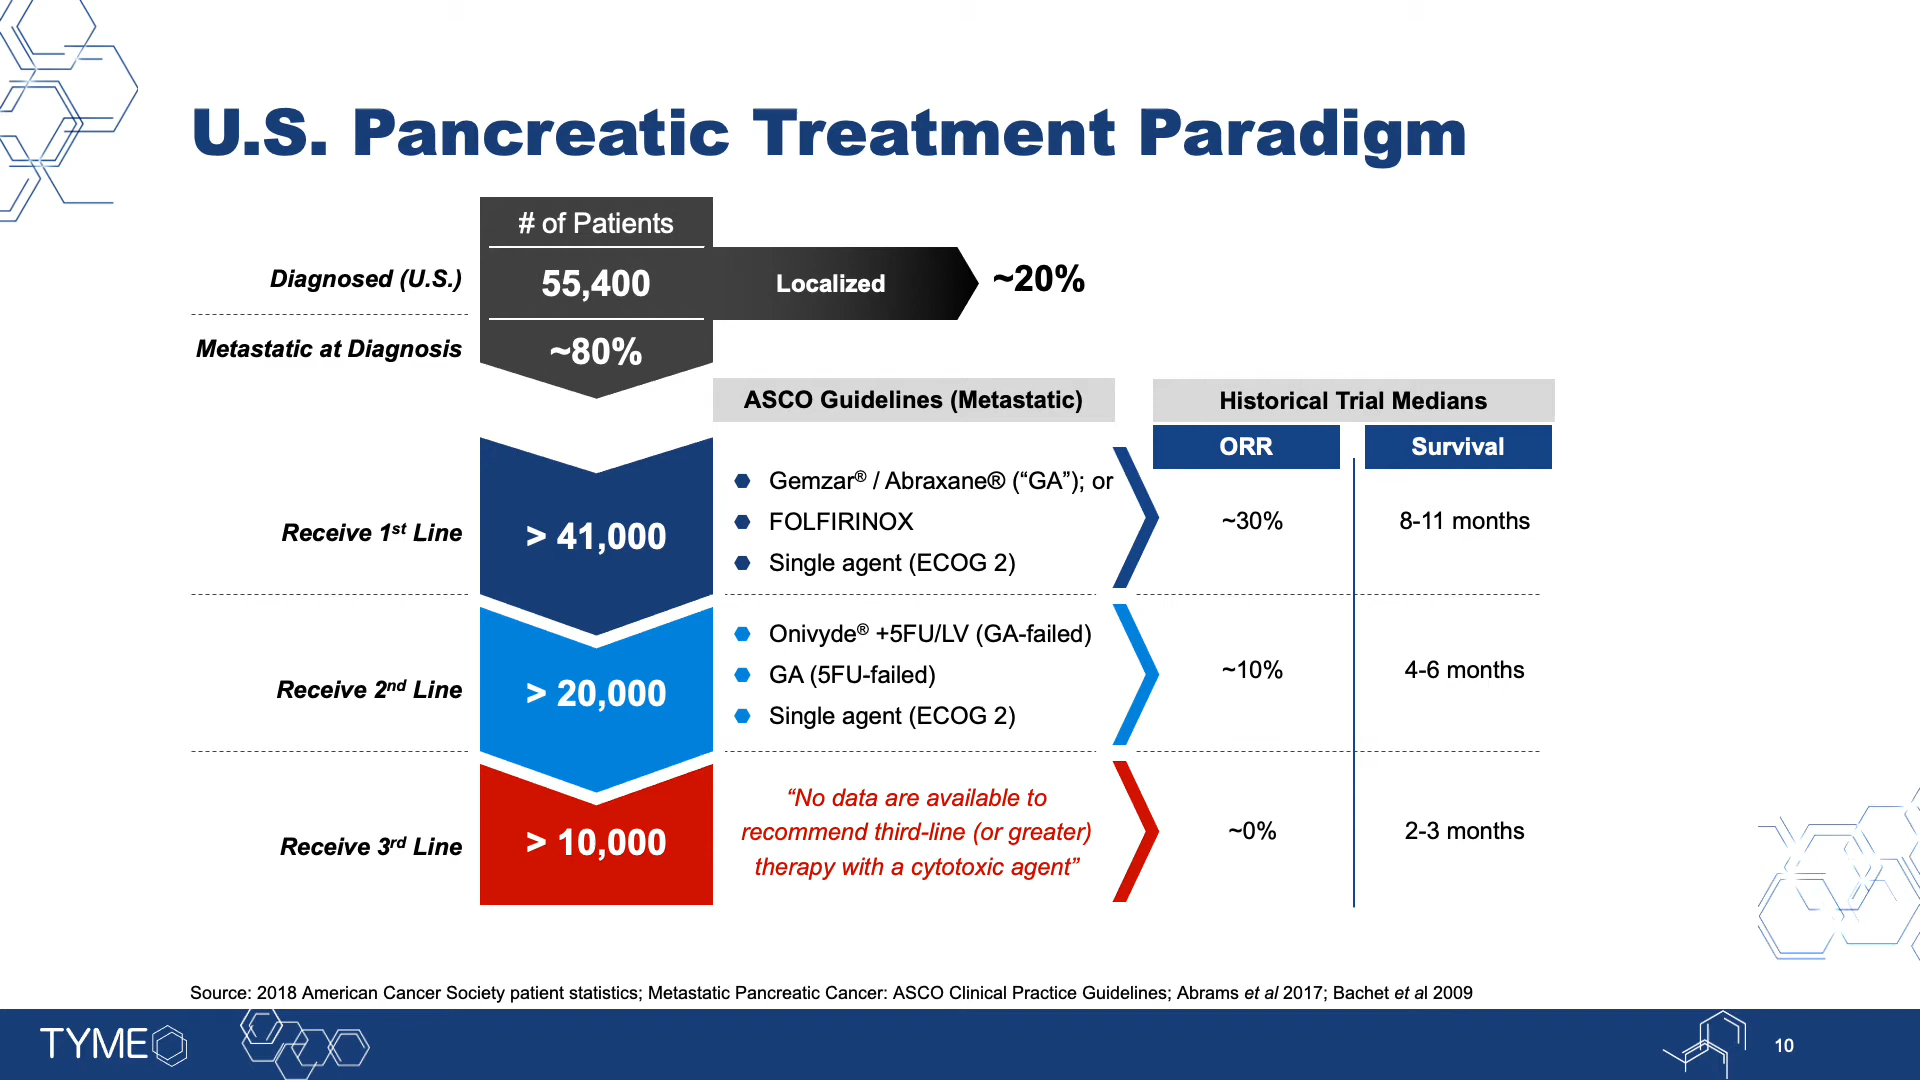 U.S. Pancreatic Treatment Paradigm
# of Patients
Diagnosed (U.S.)
55,400
Localized
~20%
Metastatic at Diagnosis
~80%
ASCO Guidelines (Metastatic)
Historical Trial Medians
ORR
Survival
Receive 1st Line
> 41,000
Gemzar® / Abraxane® (“GA”); or
FOLFIRINOX
Single agent (ECOG 2)
~30%
8-11 months
Receive 2nd Line
> 20,000
Onivyde® +5FU/LV (GA-failed)
GA (5FU-failed)
Single agent (ECOG 2)
~10%
4-6 months
Receive 3rd Line
> 10,000
“No data are available to
recommend third-line (or greater)
therapy with a cytotoxic agent”
~0%
2-3 months
Source: 2018 American Cancer Society patient statistics; Metastatic Pancreatic Cancer: ASCO Clinical Practice Guidelines; Abrams et al 2017; Bachet et al 2009
TYME
10